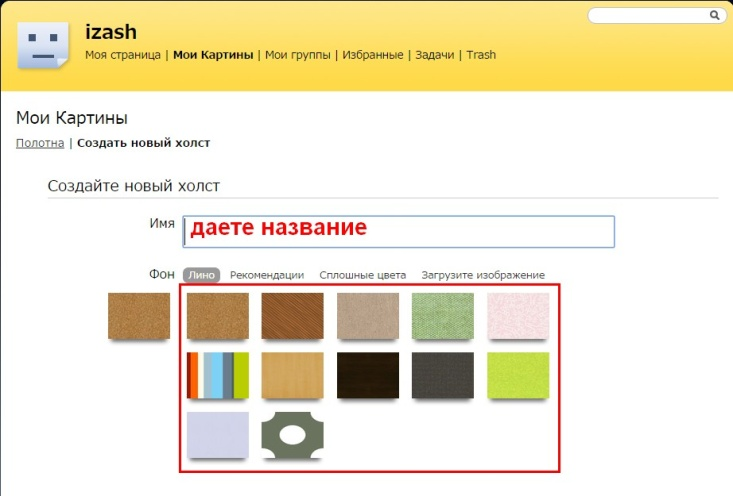 izash
Моя страница | Мои Картины | Мои группы | Избранные | Задачи | Trash
Мои Картины
Полотна | Создать новый холст
Создайте новый холст
Имя даете название
Фон Лино Рекомендации Сплошные цвета Загрузите изображение